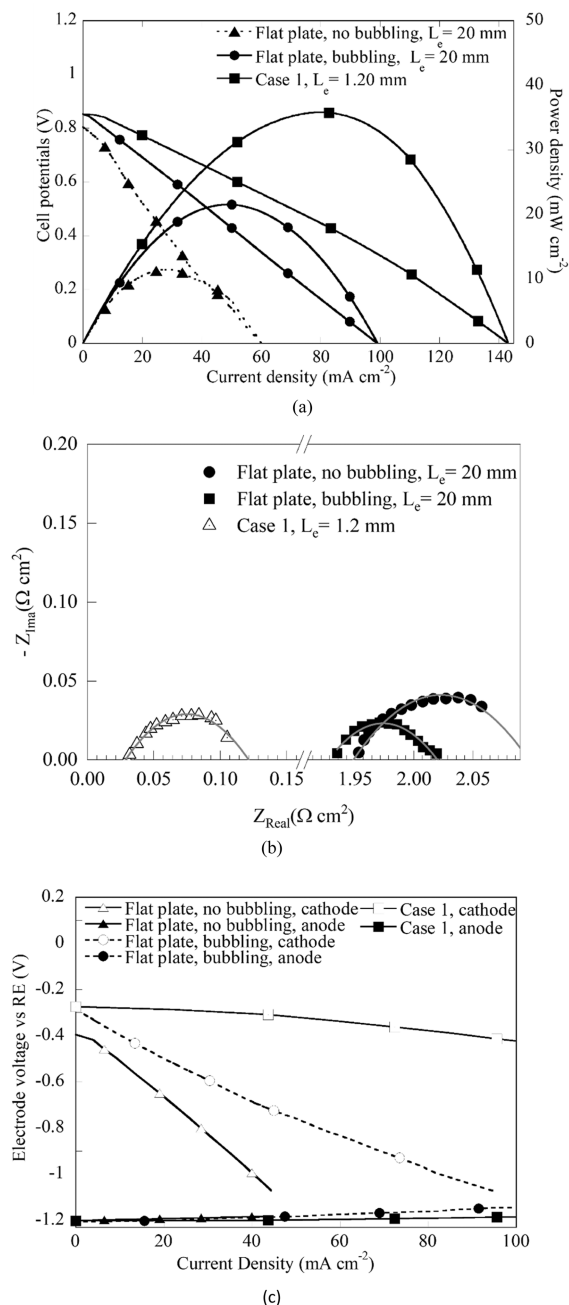 Flat plate, no bubbling, Le= 20 mm
Flat plate, bubbling, Le= 20 mm
Case 1, Le= 1.20 mm
Cell potentials (V)
1.2
1
0.8
0.6
0.4
0.2
0
Power density (mW cm-2)
50
40
30
20
10
0
0 20 40 60 80 100 120 140
Current density (mA cm-2)
(a)
Flat plate, no bubbling, Le= 20 mm
Flat plate, bubbling, Le= 20 mm
Case 1, Le= 1.2 mm
- ZIma(Ω cm2)
0.20
0.15
0.10
0.05
0.00
0.00 0.05 0.10 0.15 1.95 2.00 2.05
ZReal(Ω cm2)
(b)
Flat plate, no bubbling, cathode
Flat plate, no bubbling, anode
Flat plate, bubbling, cathode
Flat plate, bubbling, anode
Case 1, cathode
Case 1, anode
Electrode voltage vs RE (V)
0.2
0
-0.2
-0.4
-0.6
-0.8
-1
-1.2
0 20 40 60 80 100
Current Density (mA cm-2)
(c)